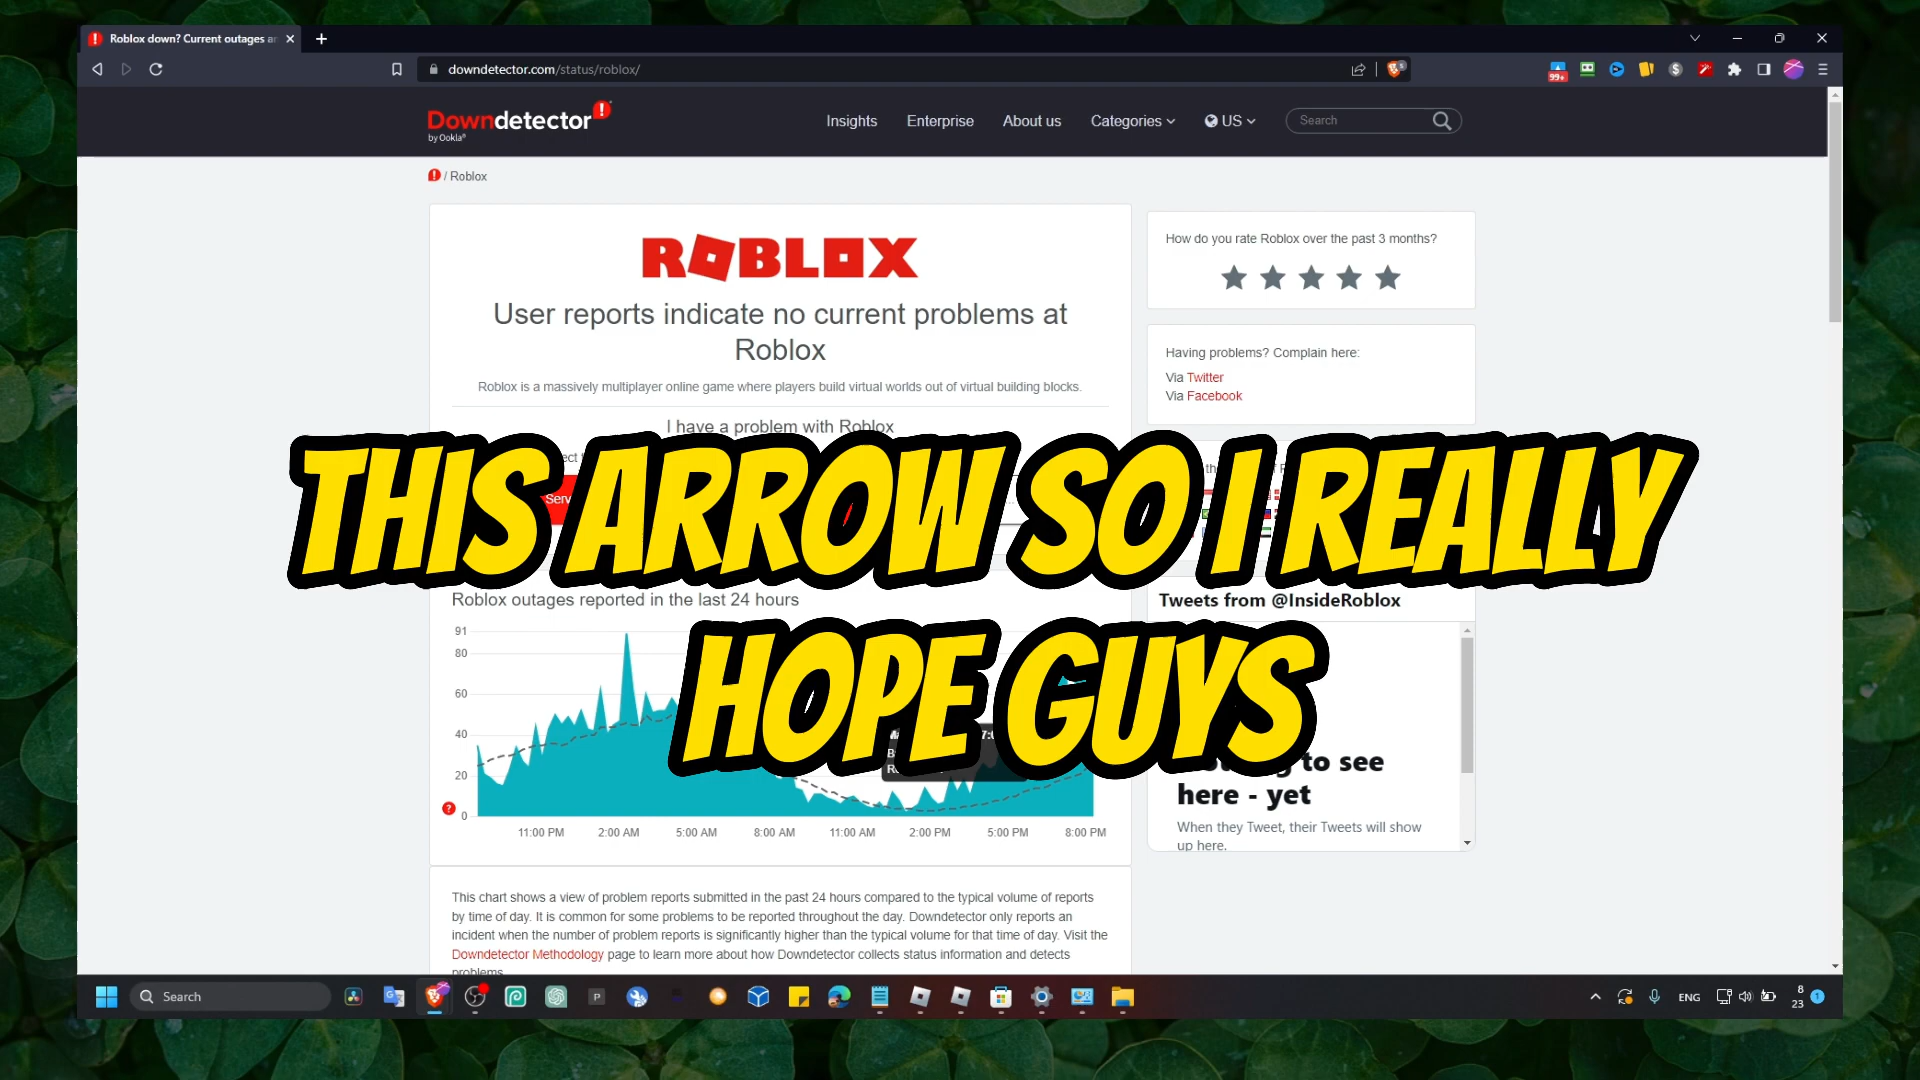 Roblox down? Current outages an
downdetector.com/status/roblox/
99+
Downdetector
by Ookla®
Insights
Enterprise
About us
Categories
US
Search
/ Roblox
ROBLOX
User reports indicate no current problems at
Roblox
Roblox is a massively multiplayer online game where players build virtual worlds out of virtual building blocks.
I have a problem with Roblox
How do you rate Roblox over the past 3 months?
Having problems? Complain here:
Via Twitter
Via Facebook
THIS ARROW SO I REALLY
HOPE GUYS
Roblox outages reported in the last 24 hours
91
80
60
40
20
0
?
11:00 PM 2:00 AM 5:00 AM 8:00 AM 11:00 AM 2:00 PM 5:00 PM 8:00 PM
Tweets from @InsideRoblox
to see
here - yet
When they Tweet, their Tweets will show
up here.
This chart shows a view of problem reports submitted in the past 24 hours compared to the typical volume of reports
by time of day. It is common for some problems to be reported throughout the day. Downdetector only reports an
incident when the number of problem reports is significantly higher than the typical volume for that time of day. Visit the
Downdetector Methodology page to learn more about how Downdetector collects status information and detects
problems.
Search
ENG
8
23
1